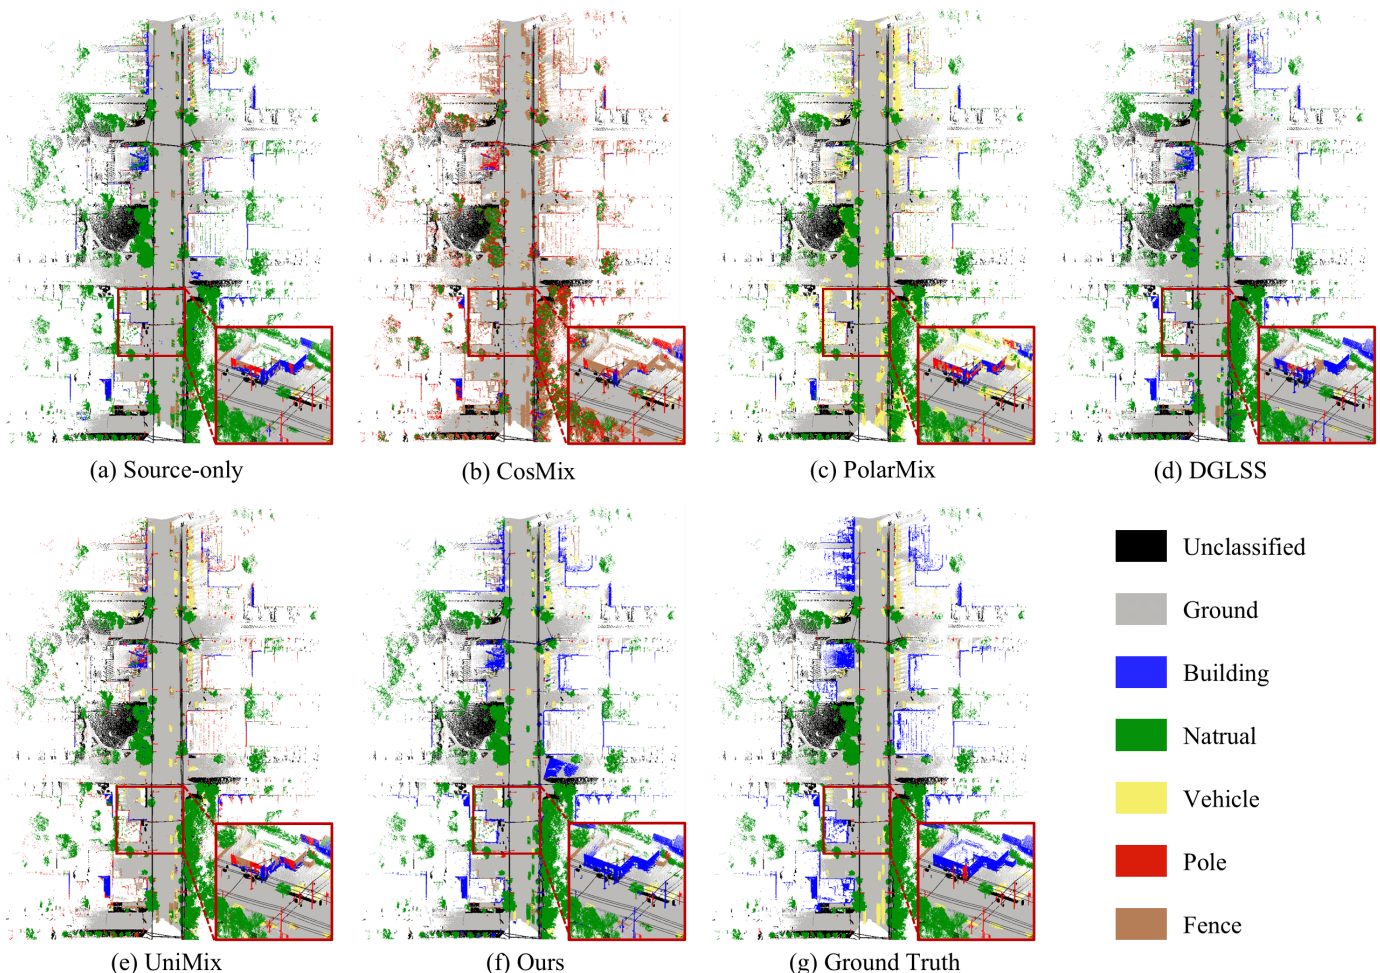 (a) Source-only
(b) CosMix
(c) PolarMix
(d) DGLSS
(e) UniMix
(f) Ours
(g) Ground Truth
Unclassified
Ground
Building
Natrual
Vehicle
Pole
Fence